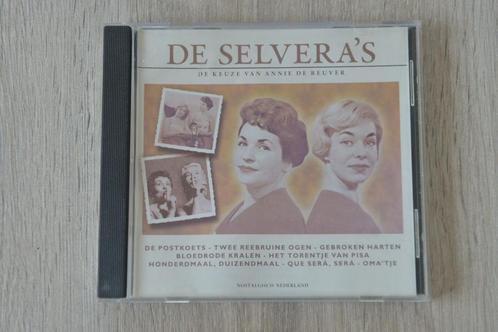 DE SELVERA'S
DE KEUZE VAN ANNIE DE REUVER
DE POSTKOETS - TWEE REEBRUINE OGEN - GEBROKEN HARTEN
BLOEDRODE KRALEN - HET TORENTJE VAN PISA
HONDERDMAAL, DUIZENDMAAL - QUE SERÁ, SERÁ - OMA'TJE
NOSTALGISCH NEDERLAND